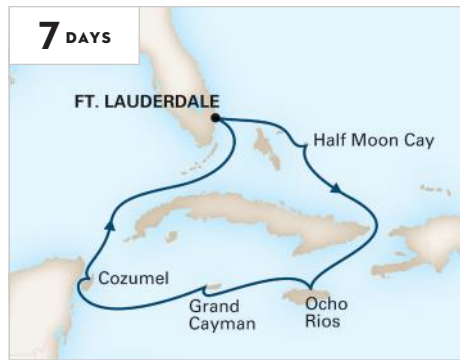 7 DAYS
FT. LAUDERDALE
Half Moon Cay
Cozumel
Grand
Cayman
Ocho
Rios